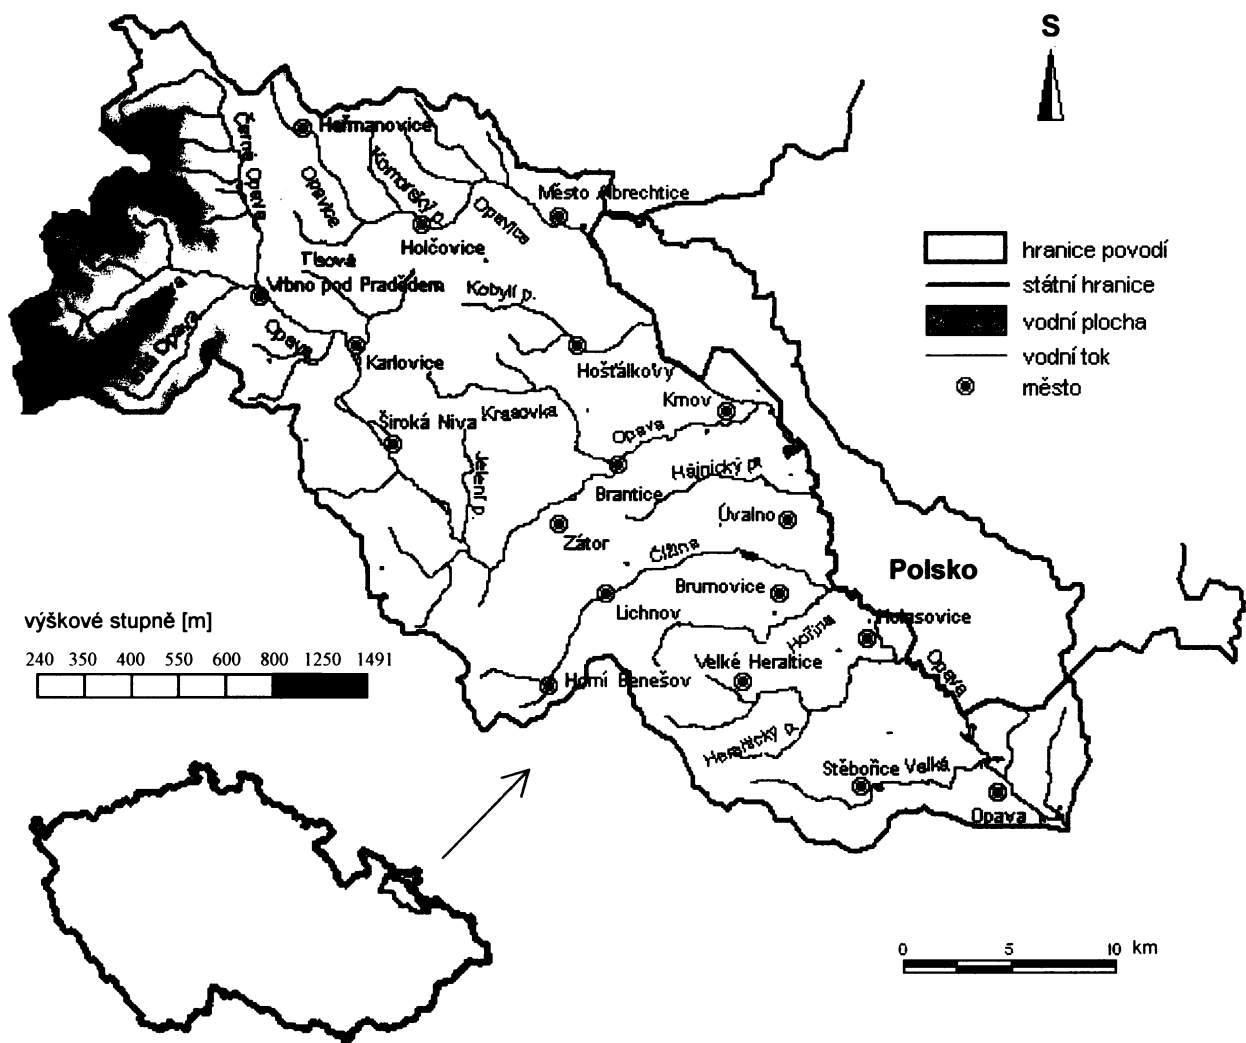 S
Černá Opava
Heřmanovice
Opavice
Komorský p.
Holčovice
Opavice
Město Albrechtice
Tisová
Vrbno pod Pradědem
Kobylí p.
Opava
Opava
Karlovice
Hošťálkovy
Široká Niva
Krasovka
Krnov
Opava
Jelení p.
Brantice
Hájnický p.
Zátor
Úvalno
Čižina
Lichnov
Brumovice
Polsko
Holasovice
Hořina
Velké Heraltice
Horní Benešov
Opava
Heraltický p.
Stěbořice
Velká
Opava
hranice povodí
státní hranice
vodní plocha
vodní tok
město
výškové stupně [m]
240 350 400 550 600 800 1250 1491
0 5 10 km